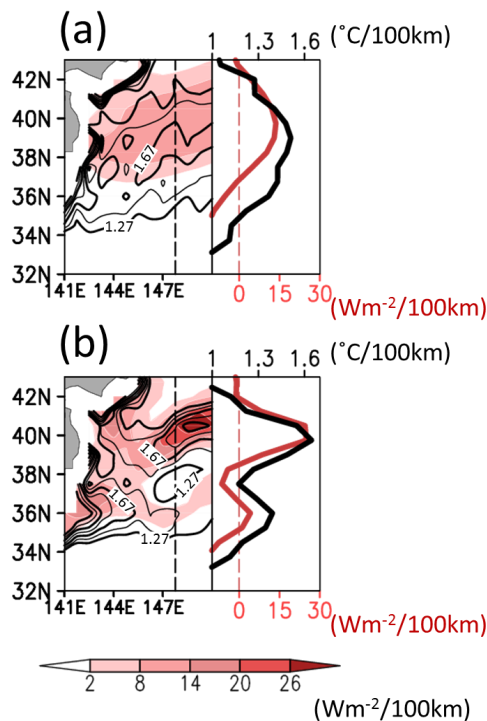 (a)
1 1.3 1.6 (˚C/100km)
42N
40N
38N
1.67
36N
1.27
34N
32N
141E 144E 147E 0 15 30
(Wm-2/100km)
(b)
1 1.3 1.6 (˚C/100km)
42N
40N
1.67
38N
1.27
1.67
36N
1.27
34N
32N
141E 144E 147E 0 15 30
(Wm-2/100km)
2 8 14 20 26
(Wm-2/100km)